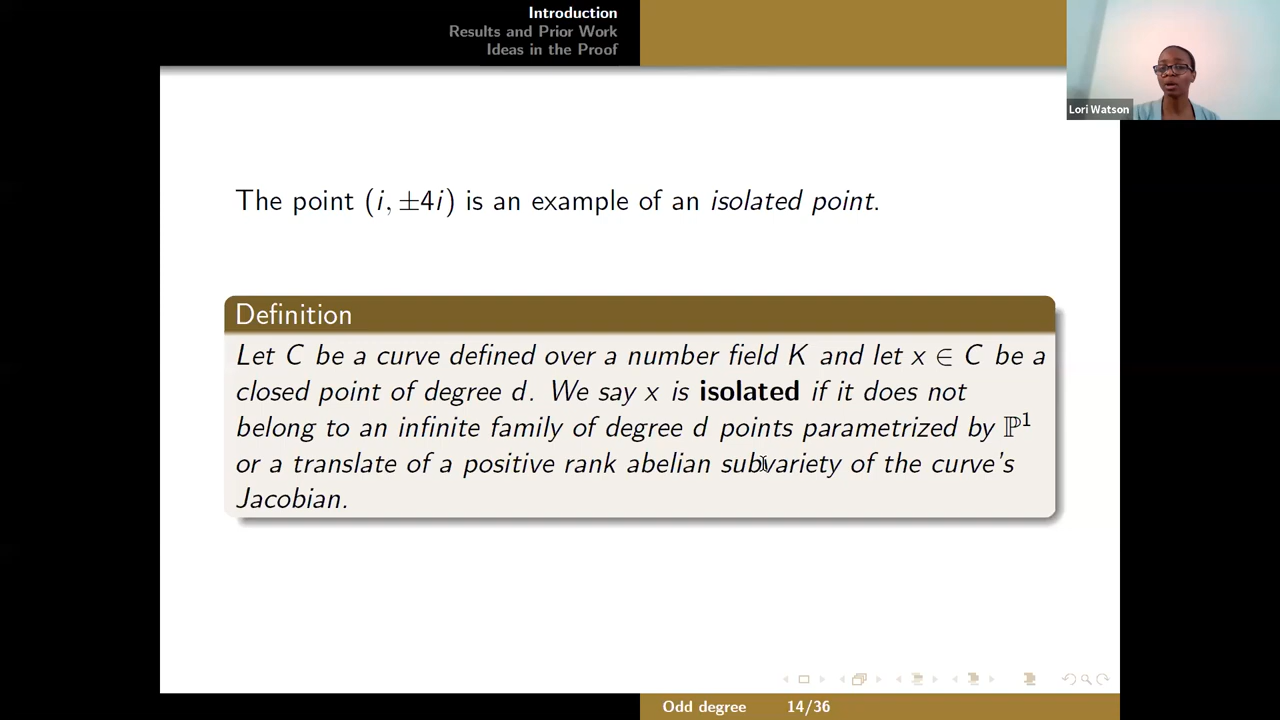 Introduction
Results and Prior Work
Ideas in the Proof
Lori Watson
The point (i, ±4i) is an example of an isolated point.
Definition
Let C be a curve defined over a number field K and let x ∈ C be a
closed point of degree d. We say x is isolated if it does not
belong to an infinite family of degree d points parametrized by ℙ¹
or a translate of a positive rank abelian subvariety of the curve's
Jacobian.
Odd degree 14/36